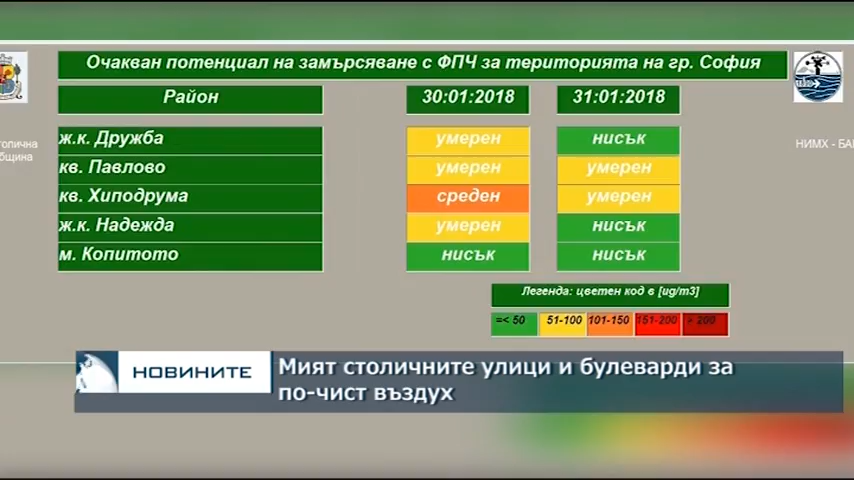 Очакван потенциал на замърсяване с ФПЧ за територията на гр. София
Район 30:01:2018 31:01:2018
толична
бщина
НИМХ - БА
ж.к. Дружба умерен нисък
кв. Павлово умерен умерен
кв. Хиподрума среден умерен
ж.к. Надежда умерен нисък
м. Копитото нисък нисък
Легенда: цветен код в [ug/m3]
=< 50 51-100 101-150 151-200 > 200
НОВИНИТЕ
Мият столичните улици и булеварди за
по-чист въздух